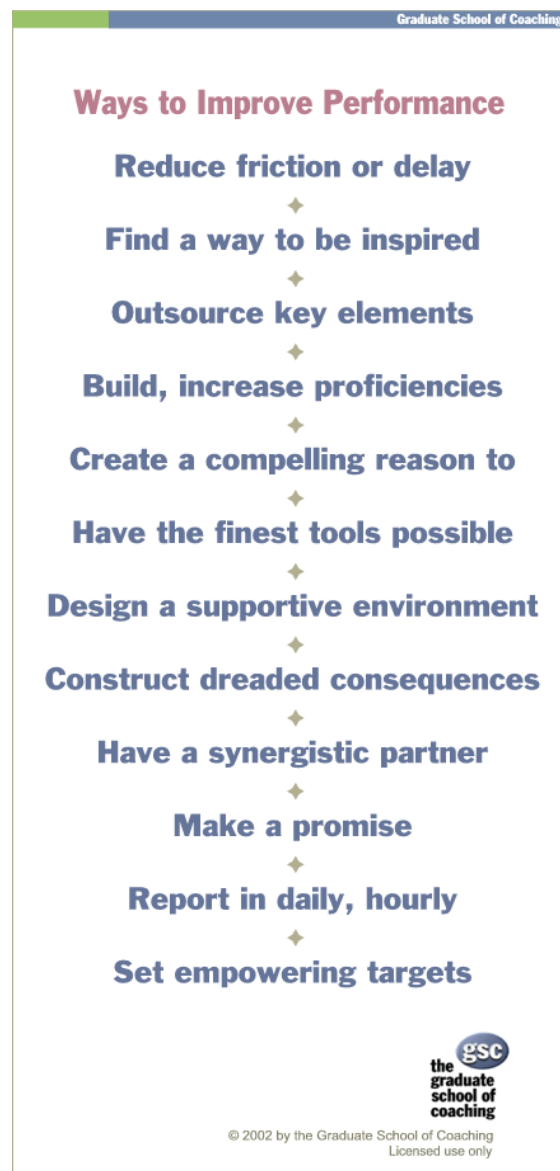 Graduate School of Coaching
Ways to Improve Performance
Reduce friction or delay
Find a way to be inspired
Outsource key elements
Build, increase proficiencies
Create a compelling reason to
Have the finest tools possible
Design a supportive environment
Construct dreaded consequences
Have a synergistic partner
Make a promise
Report in daily, hourly
Set empowering targets
gsc
the
graduate
school of
coaching
© 2002 by the Graduate School of Coaching
Licensed use only